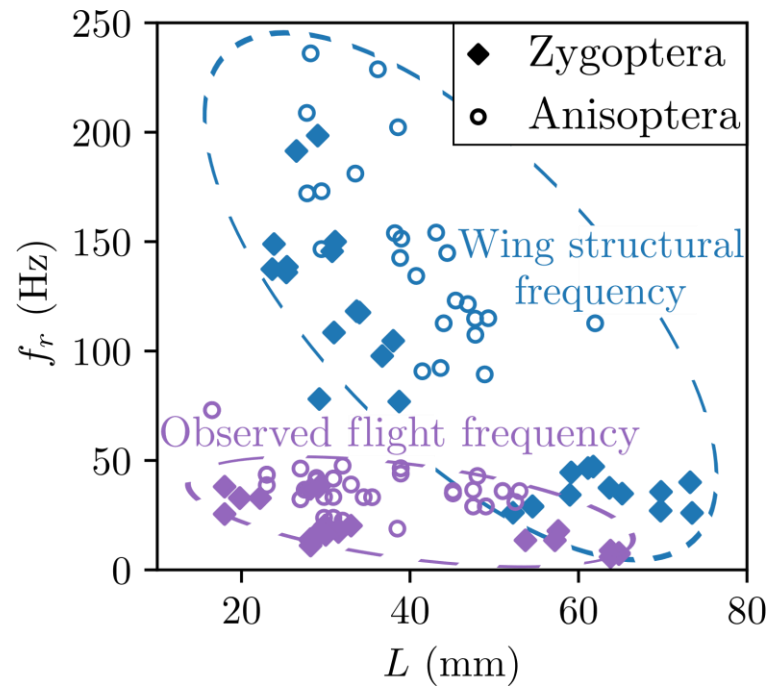 250
200
150
100
50
0
f_r (Hz)
Zygoptera
Anisoptera
Wing structural
frequency
Observed flight frequency
20
40
60
80
L (mm)